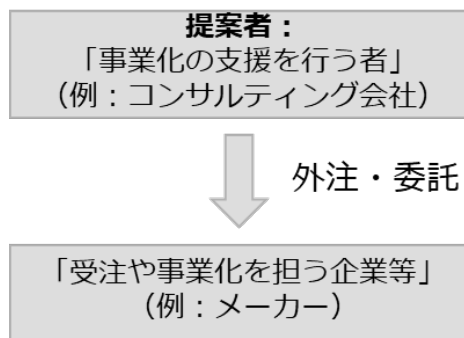 提案者：
「事業化の支援を行う者」
（例：コンサルティング会社）
外注・委託
「受注や事業化を担う企業等」
（例：メーカー）